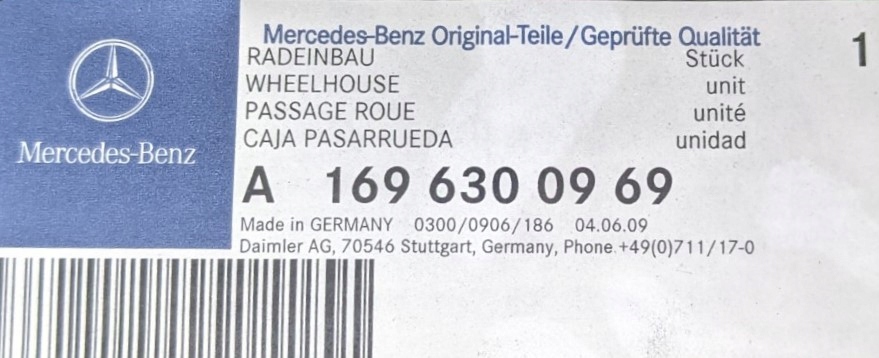 Mercedes-Benz
Mercedes-Benz Original-Teile/Geprüfte Qualität
RADEINBAU Stück 1
WHEELHOUSE unit
PASSAGE ROUE unité
CAJA PASARRUEDA unidad
A 169 630 09 69
Made in GERMANY 0300/0906/186 04.06.09
Daimler AG, 70546 Stuttgart, Germany, Phone.+49(0)711/17-0